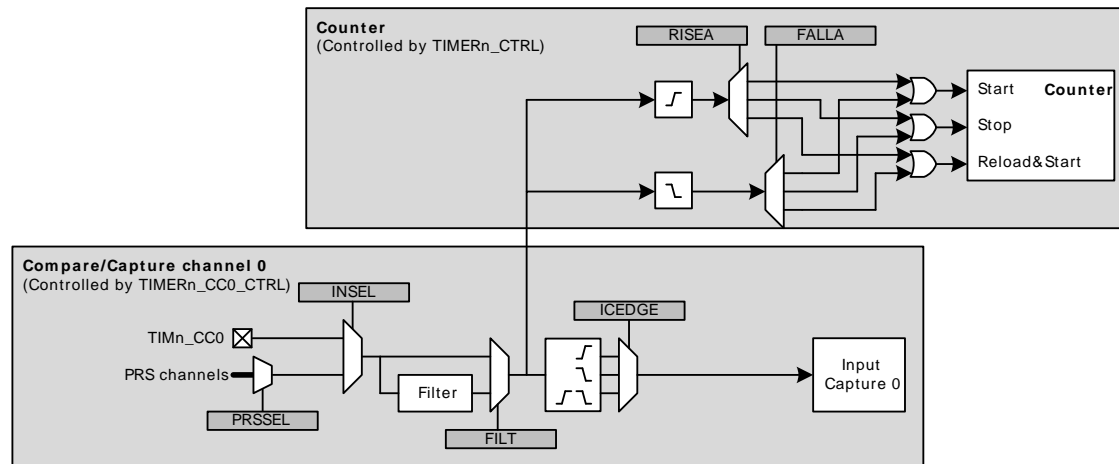 Counter
(Controlled by TIMERn_CTRL)
RISEA
FALLA
Start
Counter
Stop
Reload&Start
Compare/Capture channel 0
(Controlled by TIMERn_CC0_CTRL)
INSEL
ICEDGE
TIMn_CC0
PRS channels
Filter
Input
Capture 0
PRSSEL
FILT